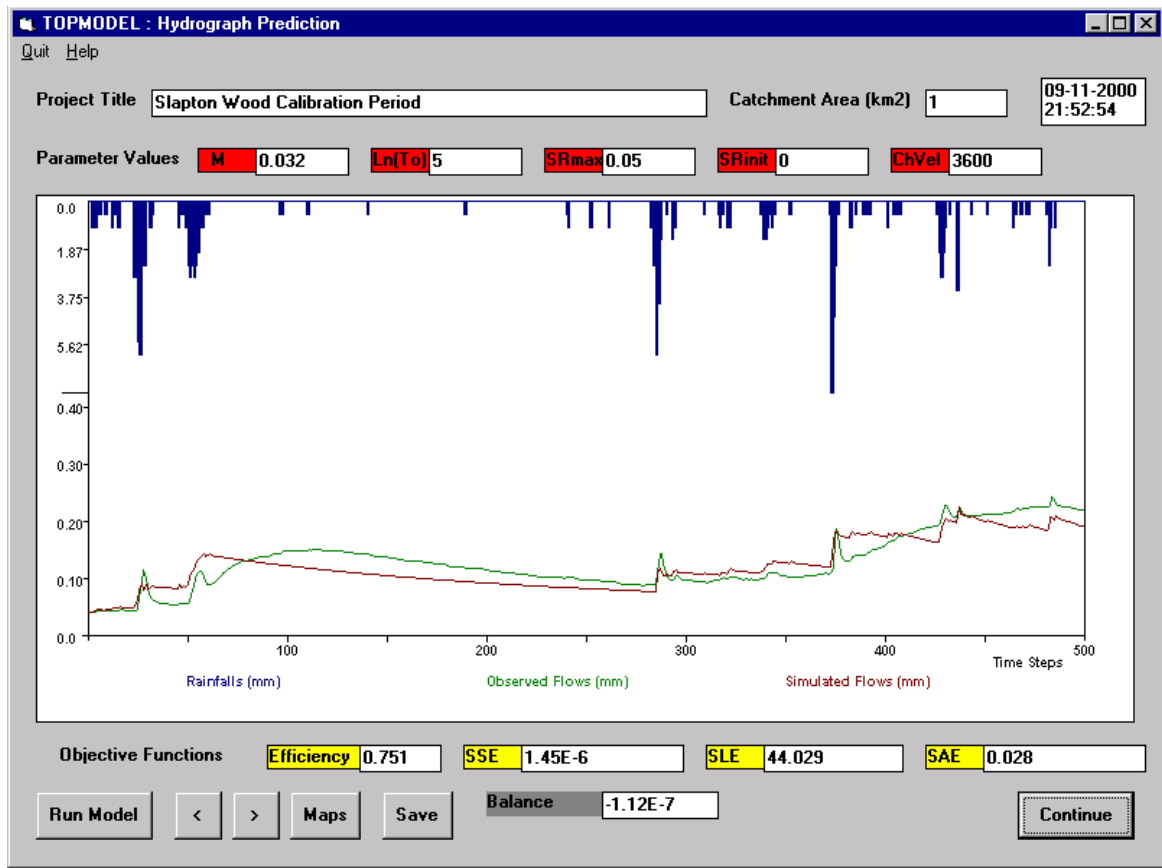 TOPMODEL : Hydrograph Prediction
Quit Help
Project Title Slapton Wood Calibration Period Catchment Area (km2) 1 09-11-2000
21:52:54
Parameter Values M 0.032 Ln(To) 5 SRmax 0.05 SRinit 0 ChVel 3600
0.0
1.87
3.75
5.62
0.40
0.30
0.20
0.10
0.0
100 200 300 400 500
Time Steps
Rainfalls (mm) Observed Flows (mm) Simulated Flows (mm)
Objective Functions Efficiency 0.751 SSE 1.45E-6 SLE 44.029 SAE 0.028
Run Model < > Maps Save Balance -1.12E-7 Continue